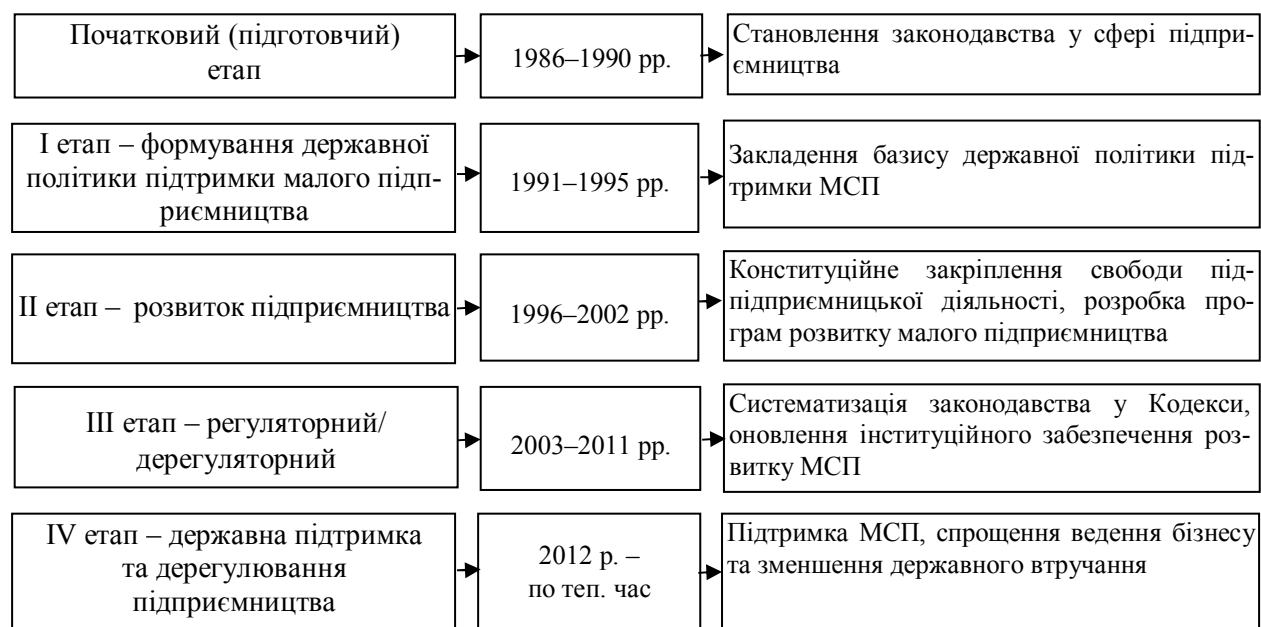 Початковий (підготовчий)
етап
1986–1990 рр.
Становлення законодавства у сфері підпри-
ємництва
І етап – формування державної
політики підтримки малого підп-
риємництва
1991–1995 рр.
Закладення базису державної політики під-
тримки МСП
ІІ етап –  розвиток підприємництва
1996–2002 рр.
Конституційне закріплення свободи під-
підприємницької діяльності, розробка про-
грам розвитку малого підприємництва
ІІІ етап – регуляторний/
дерегуляторний
2003–2011 рр.
Систематизація законодавства у Кодекси,
оновлення інституційного забезпечення роз-
витку МСП
IV етап – державна підтримка
та дерегулювання
підприємництва
2012 р. –
по теп. час
Підтримка МСП, спрощення ведення бізнесу
та зменшення державного втручання